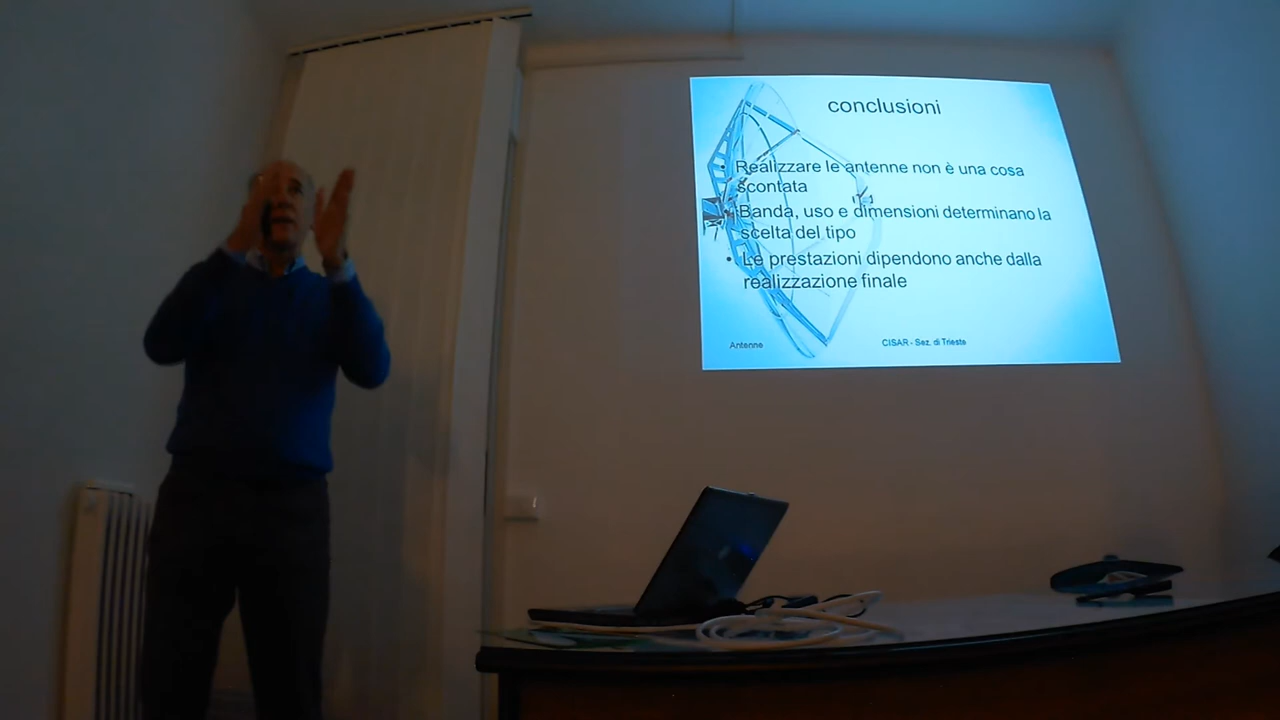 conclusioni
• Realizzare le antenne non è una cosa
scontata
• Banda, uso e dimensioni determinano la
scelta del tipo
• Le prestazioni dipendono anche dalla
realizzazione finale
Antenne
CISAR - Sez. di Trieste